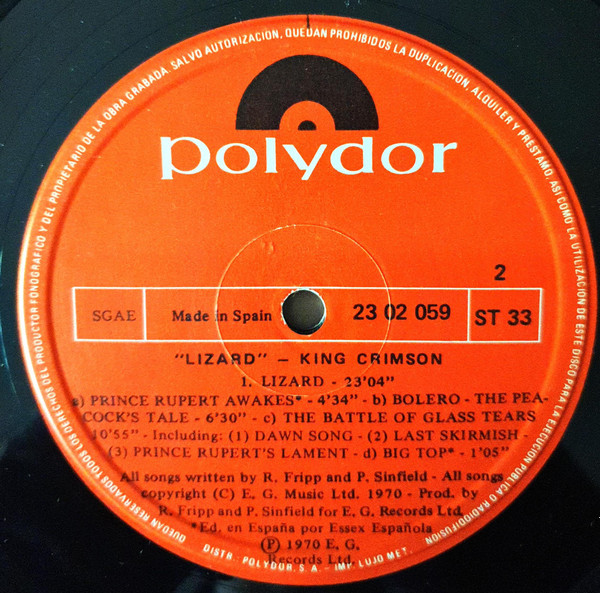 QUEDAN RESERVADOS TODOS LOS DERECHOS DEL PRODUCTOR FONOGRAFICO Y DEL PROPIETARIO DE LA OBRA GRABADA. SALVO AUTORIZACION, QUEDAN PROHIBIDOS LA DUPLICACION, ALQUILER Y PRESTAMO, ASI COMO LA UTILIZACION DE ESTE DISCO PARA LA EJECUCION PUBLICA O RADIODIFUSION
polydor
2
SGAE Made in Spain 23 02 059 ST 33
"LIZARD" – KING CRIMSON
1. LIZARD - 23'04"
a) PRINCE RUPERT AWAKES* - 4'34" - b) BOLERO - THE PEA-
COCK'S TALE - 6'30" - c) THE BATTLE OF GLASS TEARS
10'55" - Including: (1) DAWN SONG - (2) LAST SKIRMISH -
(3) PRINCE RUPERT'S LAMENT - d) BIG TOP* - 1'05"
All songs written by R. Fripp and P. Sinfield - All songs
copyright (C) E. G. Music Ltd. 1970 - Prod. by
R. Fripp and P. Sinfield for E. G. Records Ltd.
*Ed. en España por Essex Española
Ⓟ 1970 E. G.
Records Ltd.
DISTR.: POLYDOR, S. A. - IMP. LUJO MET.